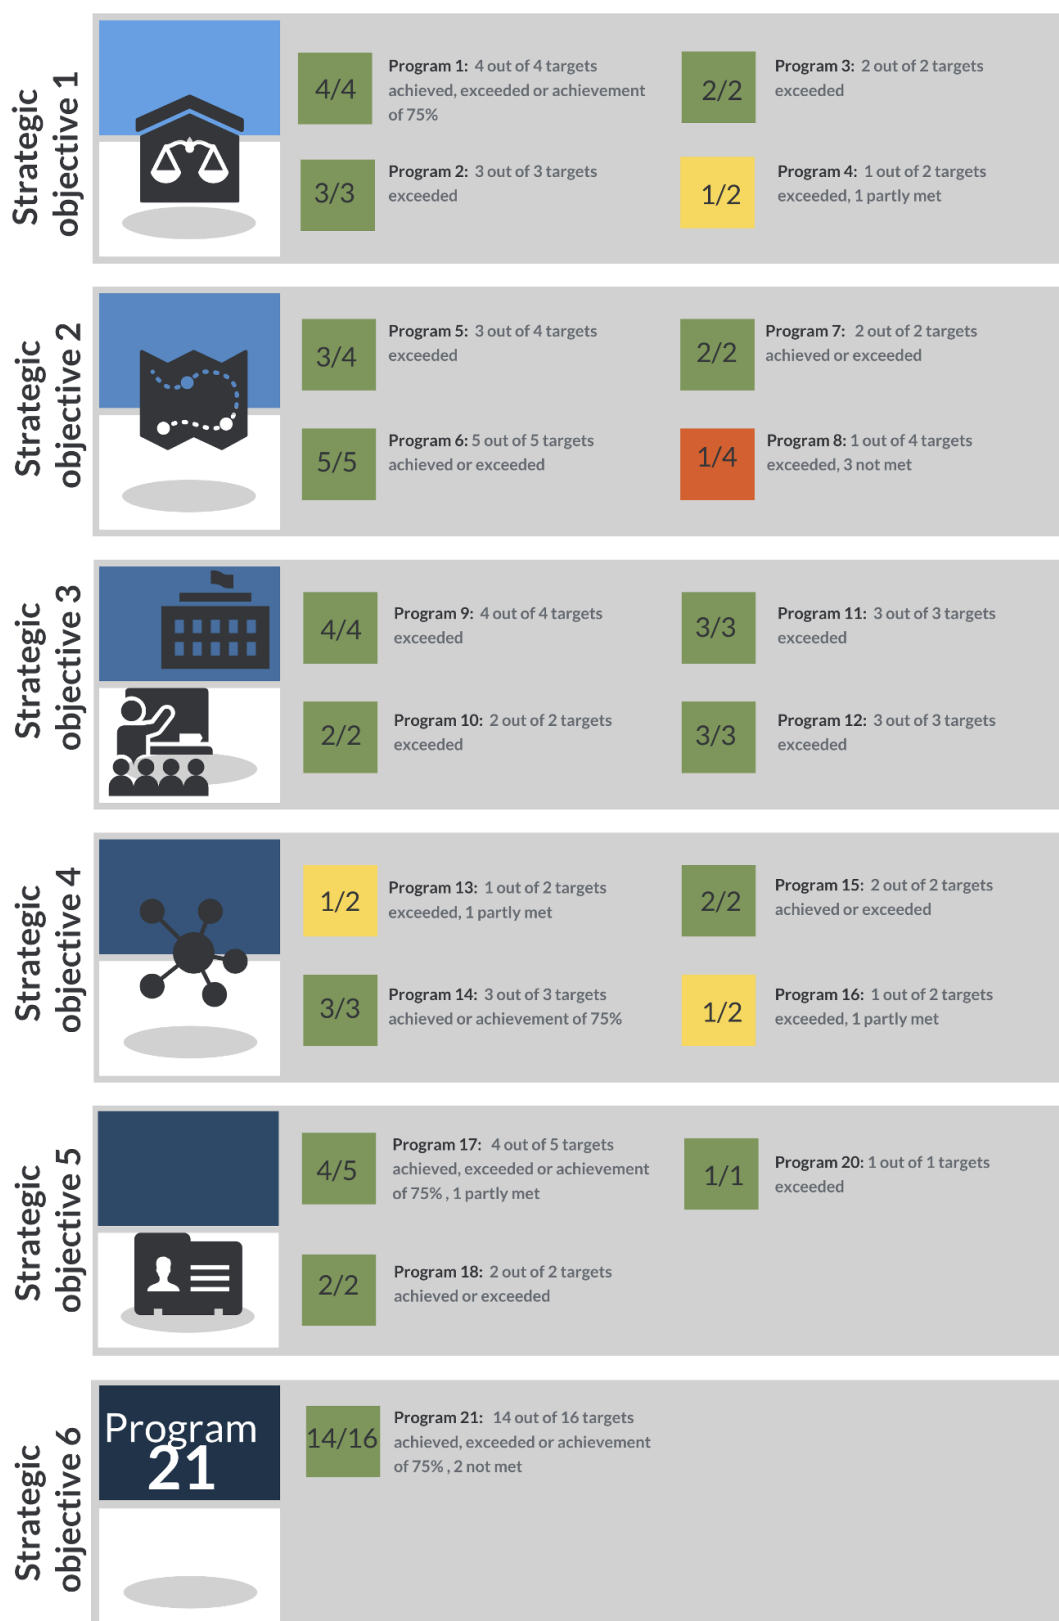 Strategic
objective 1
4/4
Program 1: 4 out of 4 targets
achieved, exceeded or achievement
of 75%
2/2
Program 3: 2 out of 2 targets
exceeded
3/3
Program 2: 3 out of 3 targets
exceeded
1/2
Program 4: 1 out of 2 targets
exceeded, 1 partly met
Strategic
objective 2
3/4
Program 5: 3 out of 4 targets
exceeded
2/2
Program 7: 2 out of 2 targets
achieved or exceeded
5/5
Program 6: 5 out of 5 targets
achieved or exceeded
1/4
Program 8: 1 out of 4 targets
exceeded, 3 not met
Strategic
objective 3
4/4
Program 9: 4 out of 4 targets
exceeded
3/3
Program 11: 3 out of 3 targets
exceeded
2/2
Program 10: 2 out of 2 targets
exceeded
3/3
Program 12: 3 out of 3 targets
exceeded
Strategic
objective 4
1/2
Program 13: 1 out of 2 targets
exceeded, 1 partly met
2/2
Program 15: 2 out of 2 targets
achieved or exceeded
3/3
Program 14: 3 out of 3 targets
achieved or achievement of 75%
1/2
Program 16: 1 out of 2 targets
exceeded, 1 partly met
Strategic
objective 5
4/5
Program 17: 4 out of 5 targets
achieved, exceeded or achievement
of 75% , 1 partly met
1/1
Program 20: 1 out of 1 targets
exceeded
2/2
Program 18: 2 out of 2 targets
achieved or exceeded
Strategic
objective 6
Program
21
14/16
Program 21: 14 out of 16 targets
achieved, exceeded or achievement
of 75% , 2 not met